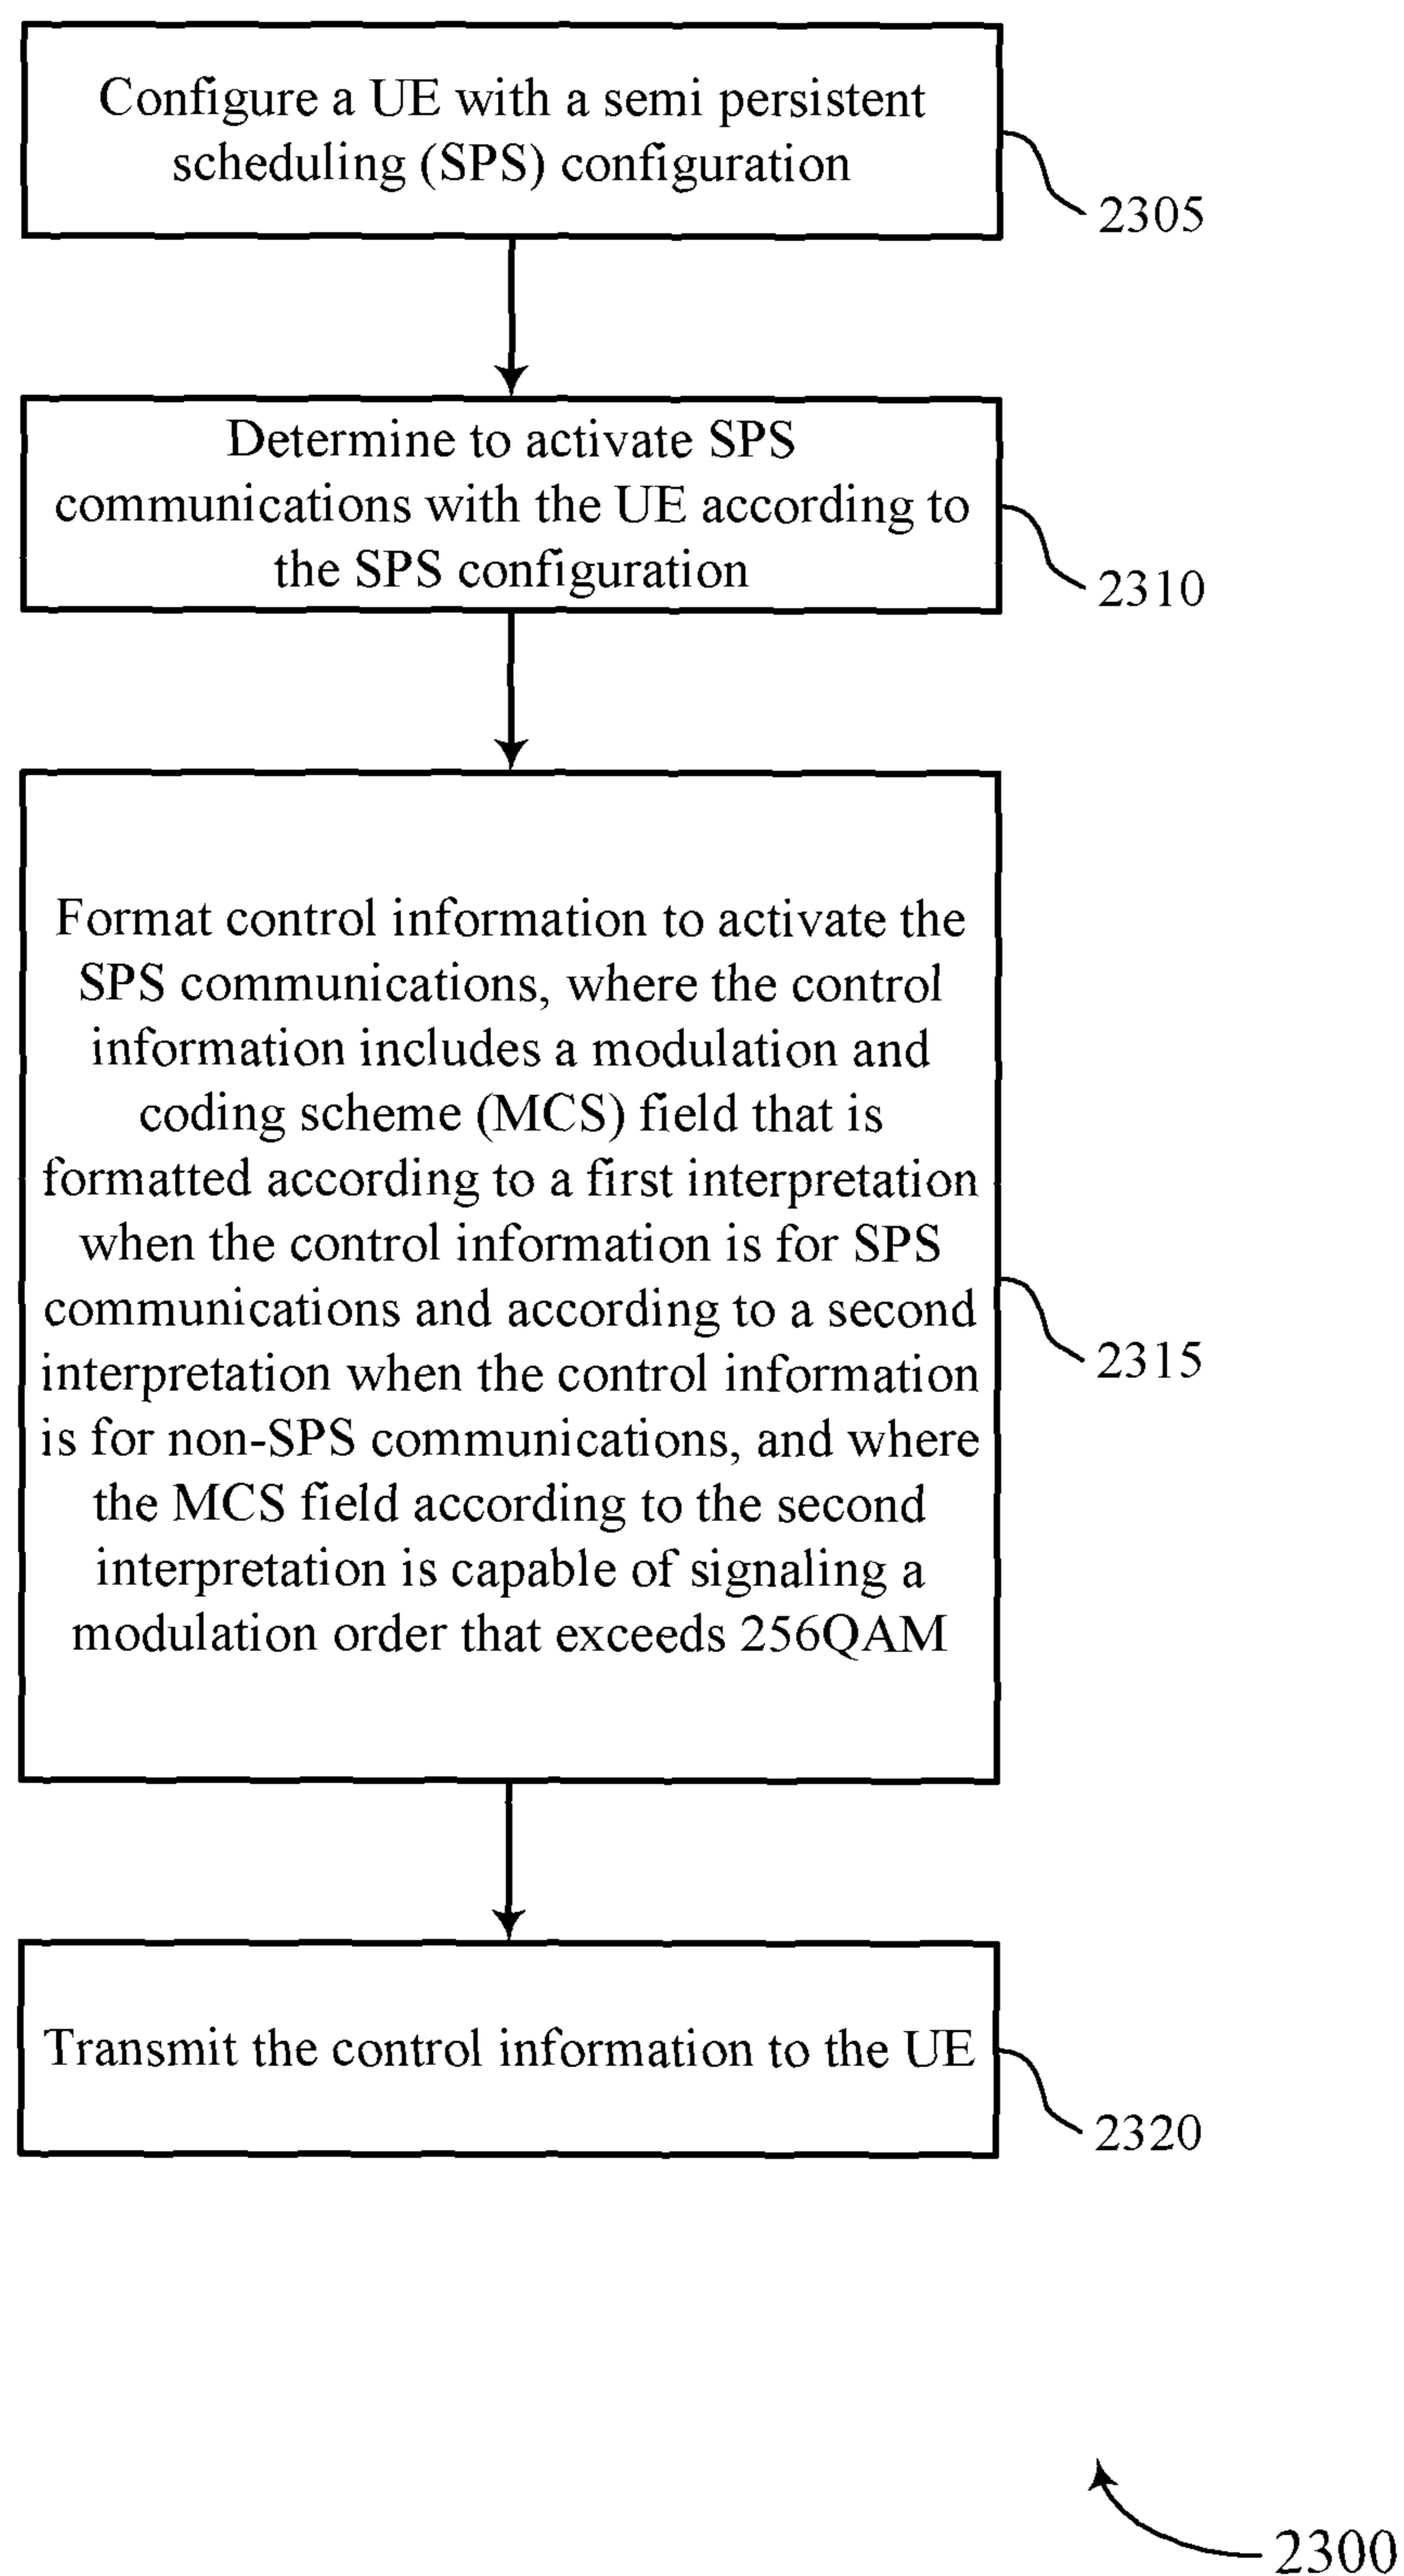 Configure a UE with a semi persistent
scheduling (SPS) configuration
2305
Determine to activate SPS
communications with the UE according to
the SPS configuration
2310
Format control information to activate the
SPS communications, where the control
information includes a modulation and
coding scheme (MCS) field that is
formatted according to a first interpretation
when the control information is for SPS
communications and according to a second
interpretation when the control information
is for non-SPS communications, and where
the MCS field according to the second
interpretation is capable of signaling a
modulation order that exceeds 256QAM
2315
Transmit the control information to the UE
2320
2300